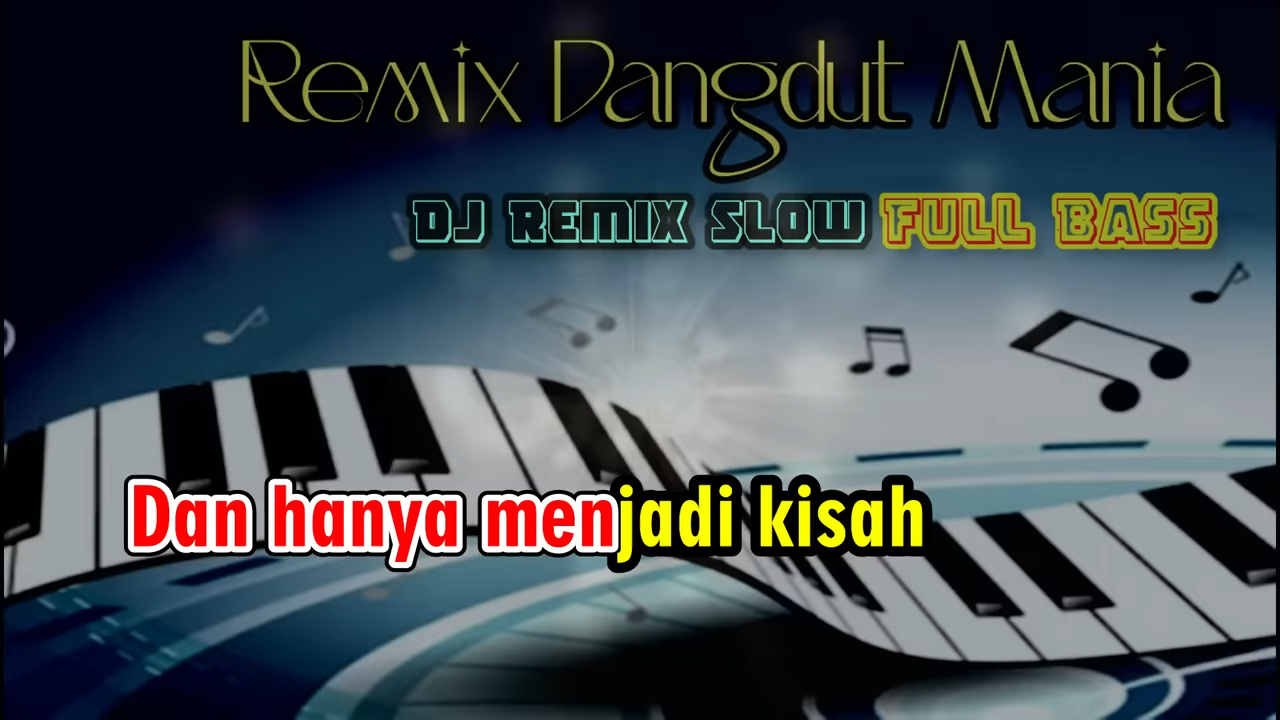 Remix Dangdut Mania
DJ REMIX SLOW FULL BASS
Dan hanya menjadi kisah